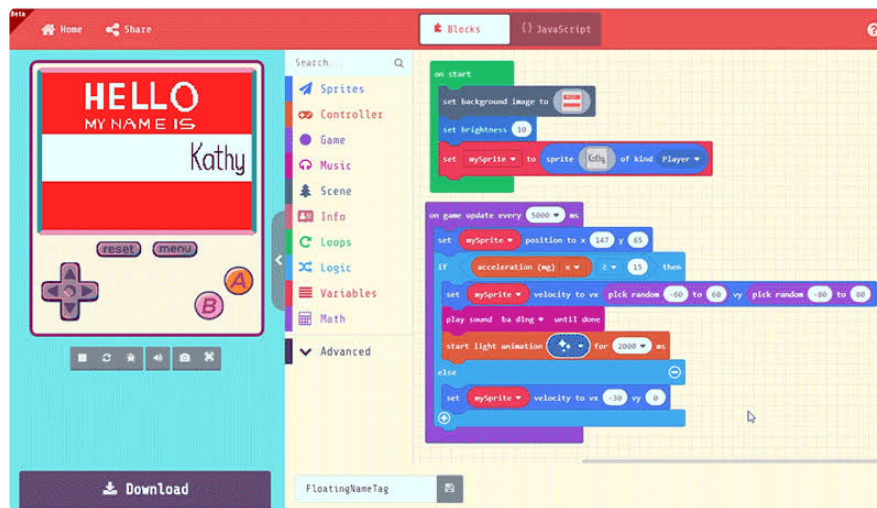 Beta
Home
Share
Blocks
{} JavaScript
?
HELLO
MY NAME IS
Kathy
reset
menu
A
B
Download
Search...
Sprites
Controller
Game
Music
Scene
Info
Loops
Logic
Variables
Math
Advanced
on start
set background image to
set brightness 10
set mySprite to sprite Kathy of kind Player
on game update every 5000 ms
set mySprite position to x 147 y 65
if acceleration (mg) x ≥ 15 then
set mySprite velocity to vx pick random -60 to 60 vy pick random -80 to 80
play sound ba ding until done
start light animation for 2000 ms
else
set mySprite velocity to vx -30 vy 0
FloatingNameTag